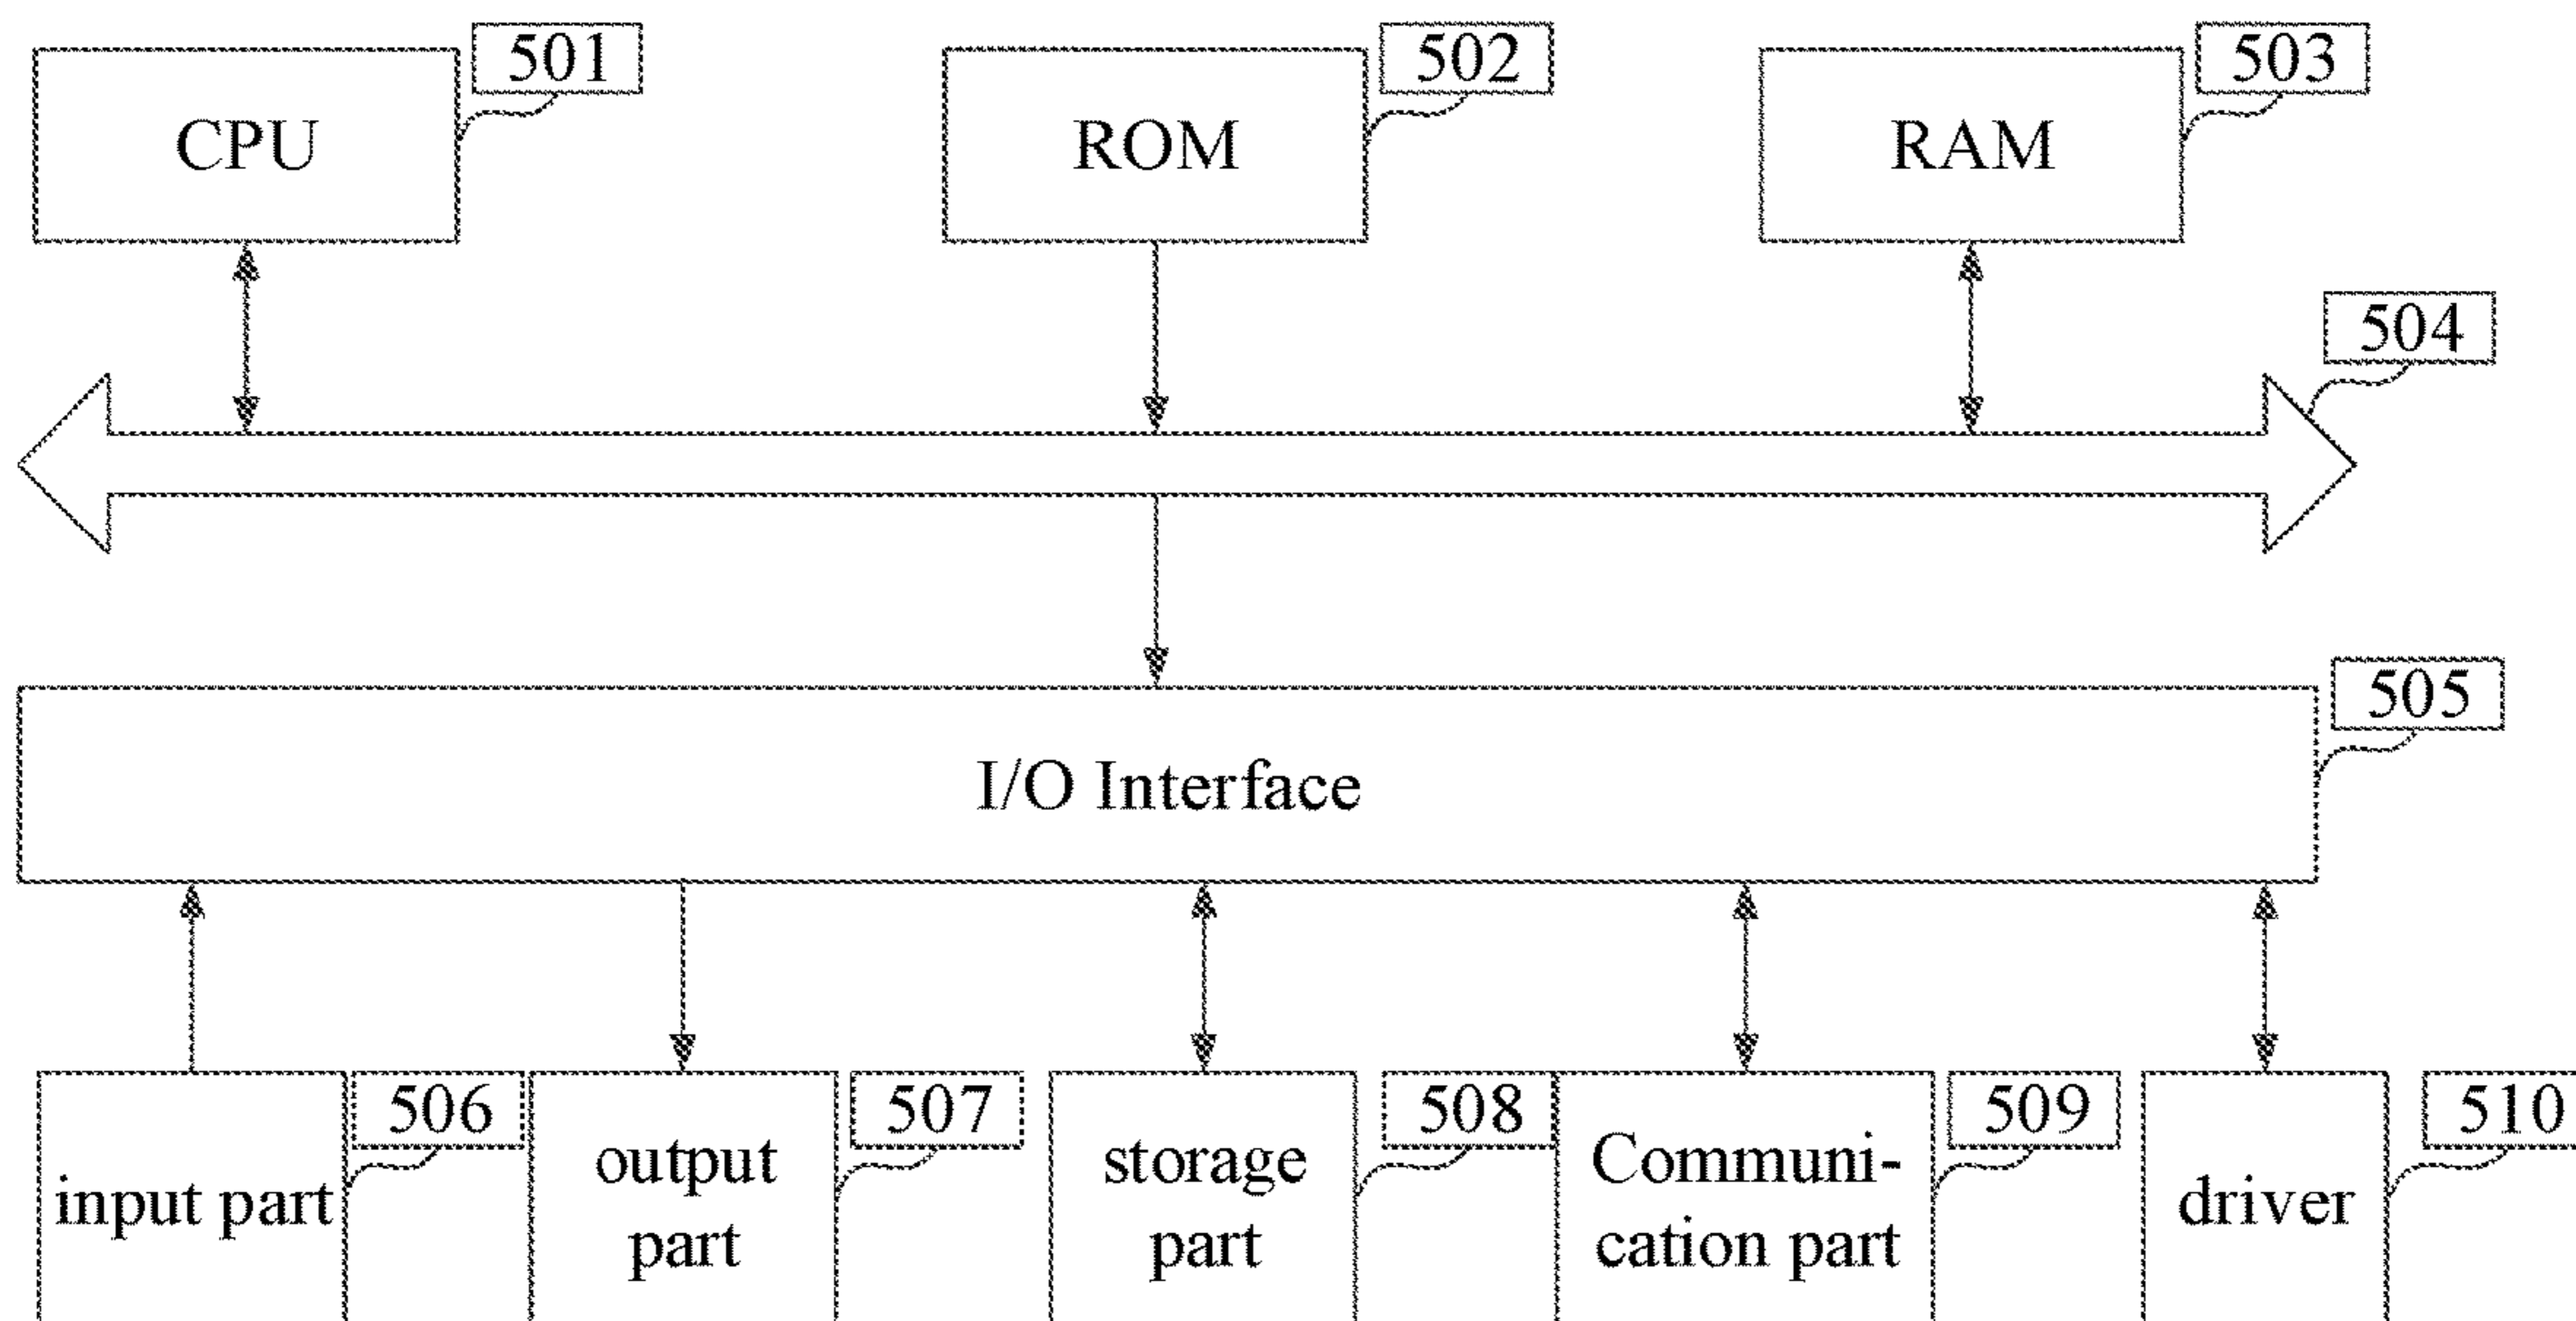 501
502
503
CPU
ROM
RAM
504
505
I/O Interface
506
507
508
509
510
input part
output
part
storage
part
Communi-
cation part
driver